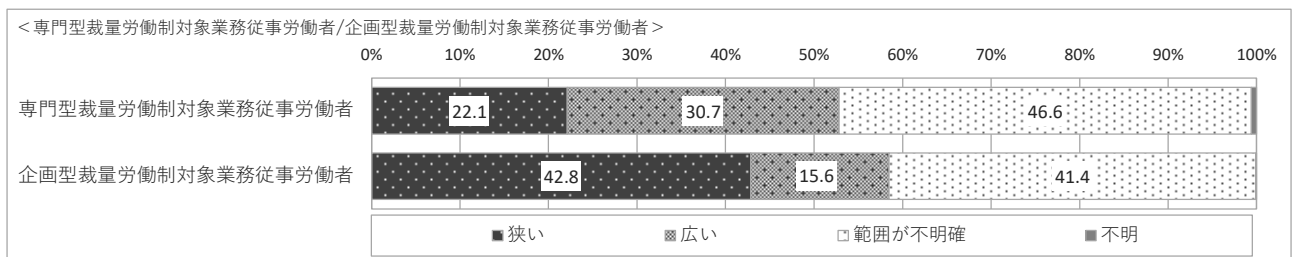 ＜専門型裁量労働制対象業務従事労働者/企画型裁量労働制対象業務従事労働者＞
0% 10% 20% 30% 40% 50% 60% 70% 80% 90% 100%
専門型裁量労働制対象業務従事労働者 22.1 30.7 46.6
企画型裁量労働制対象業務従事労働者 42.8 15.6 41.4
狭い 広い 範囲が不明確 不明